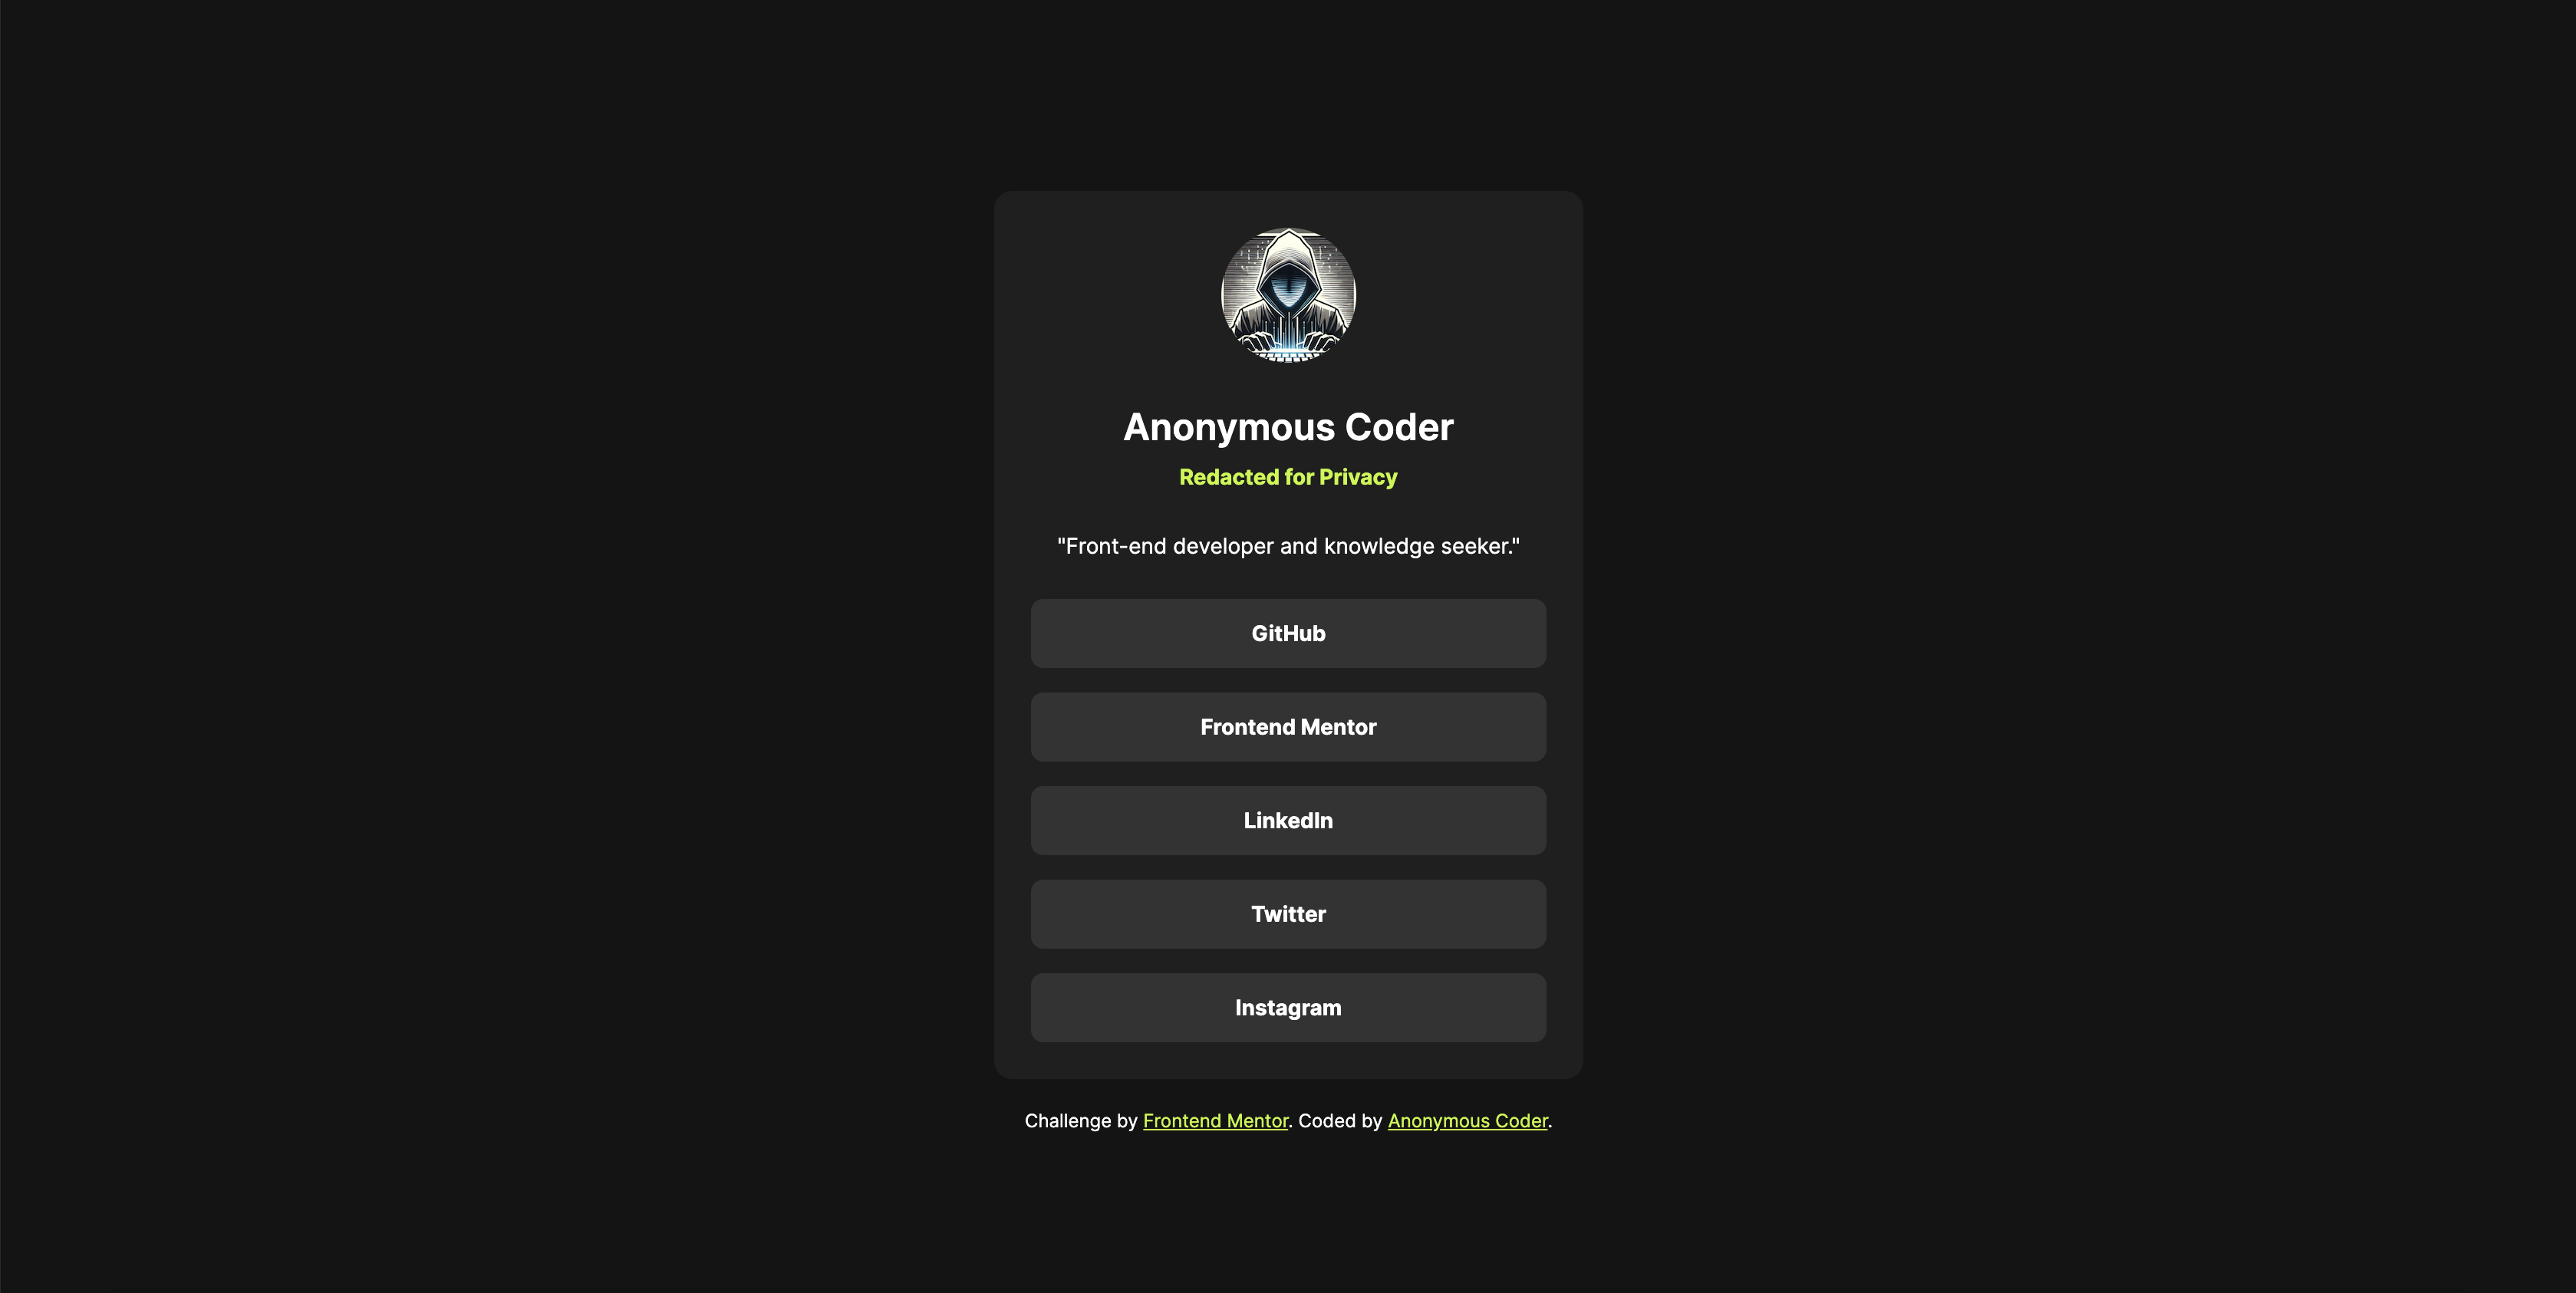 Anonymous Coder
Redacted for Privacy
"Front-end developer and knowledge seeker."
GitHub
Frontend Mentor
LinkedIn
Twitter
Instagram
Challenge by Frontend Mentor. Coded by Anonymous Coder.